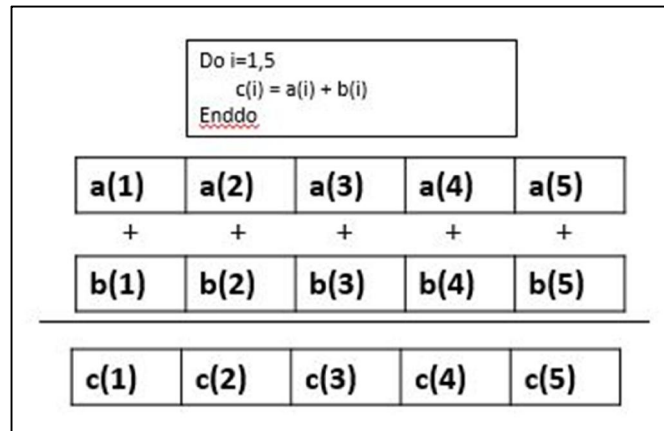 Do i=1,5
c(i) = a(i) + b(i)
Enddo
a(1) a(2) a(3) a(4) a(5)
+ + + + +
b(1) b(2) b(3) b(4) b(5)
c(1) c(2) c(3) c(4) c(5)